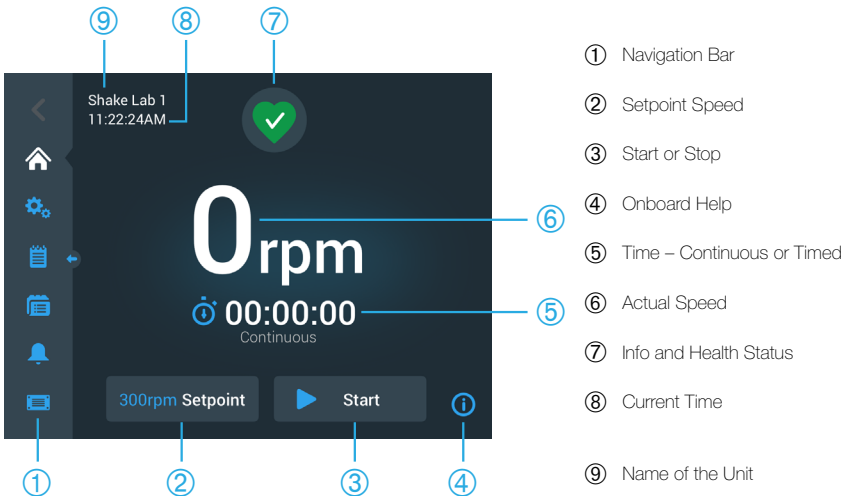 ⑨ ⑧ ⑦
Shake Lab 1
11:22:24AM
0rpm
⑥
00:00:00
⑤
Continuous
300rpm Setpoint
Start
① ② ③ ④
① Navigation Bar
② Setpoint Speed
③ Start or Stop
④ Onboard Help
⑤ Time – Continuous or Timed
⑥ Actual Speed
⑦ Info and Health Status
⑧ Current Time
⑨ Name of the Unit